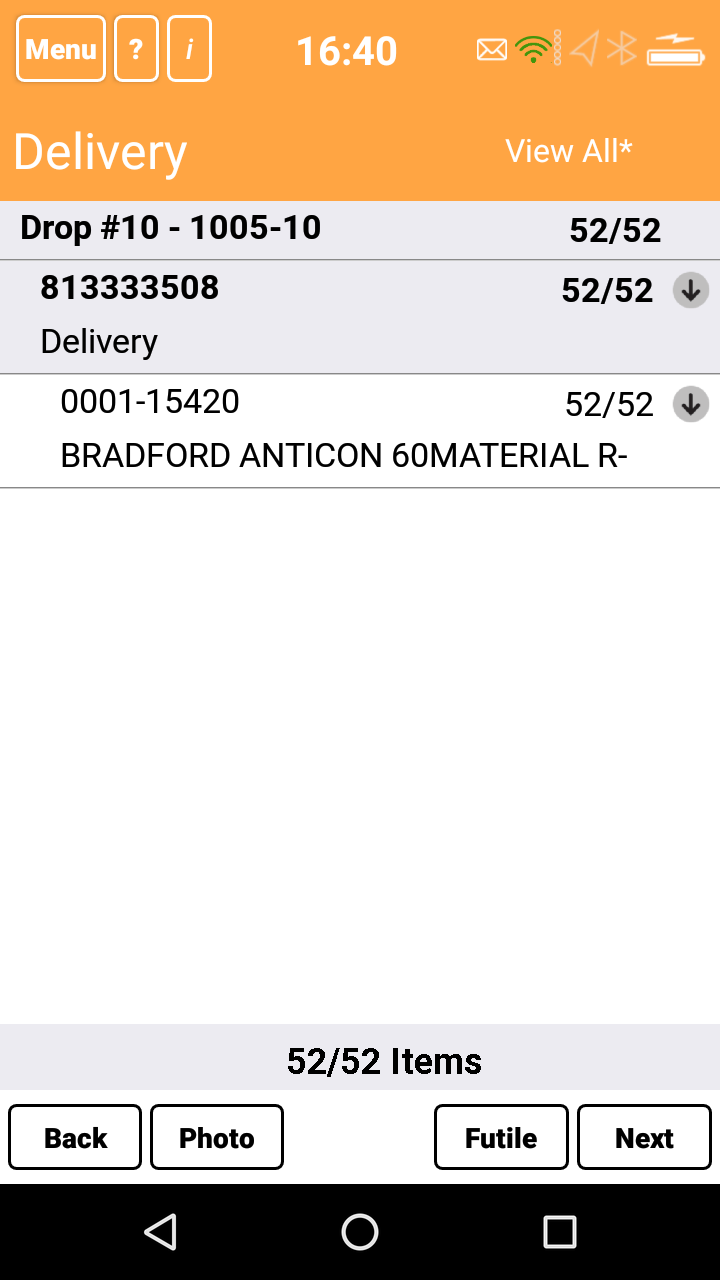 Menu ? i 16:40
Delivery View All*
Drop #10 - 1005-10 52/52
813333508 52/52
Delivery
0001-15420 52/52
BRADFORD ANTICON 60MATERIAL R-
52/52 Items
Back Photo Futile Next